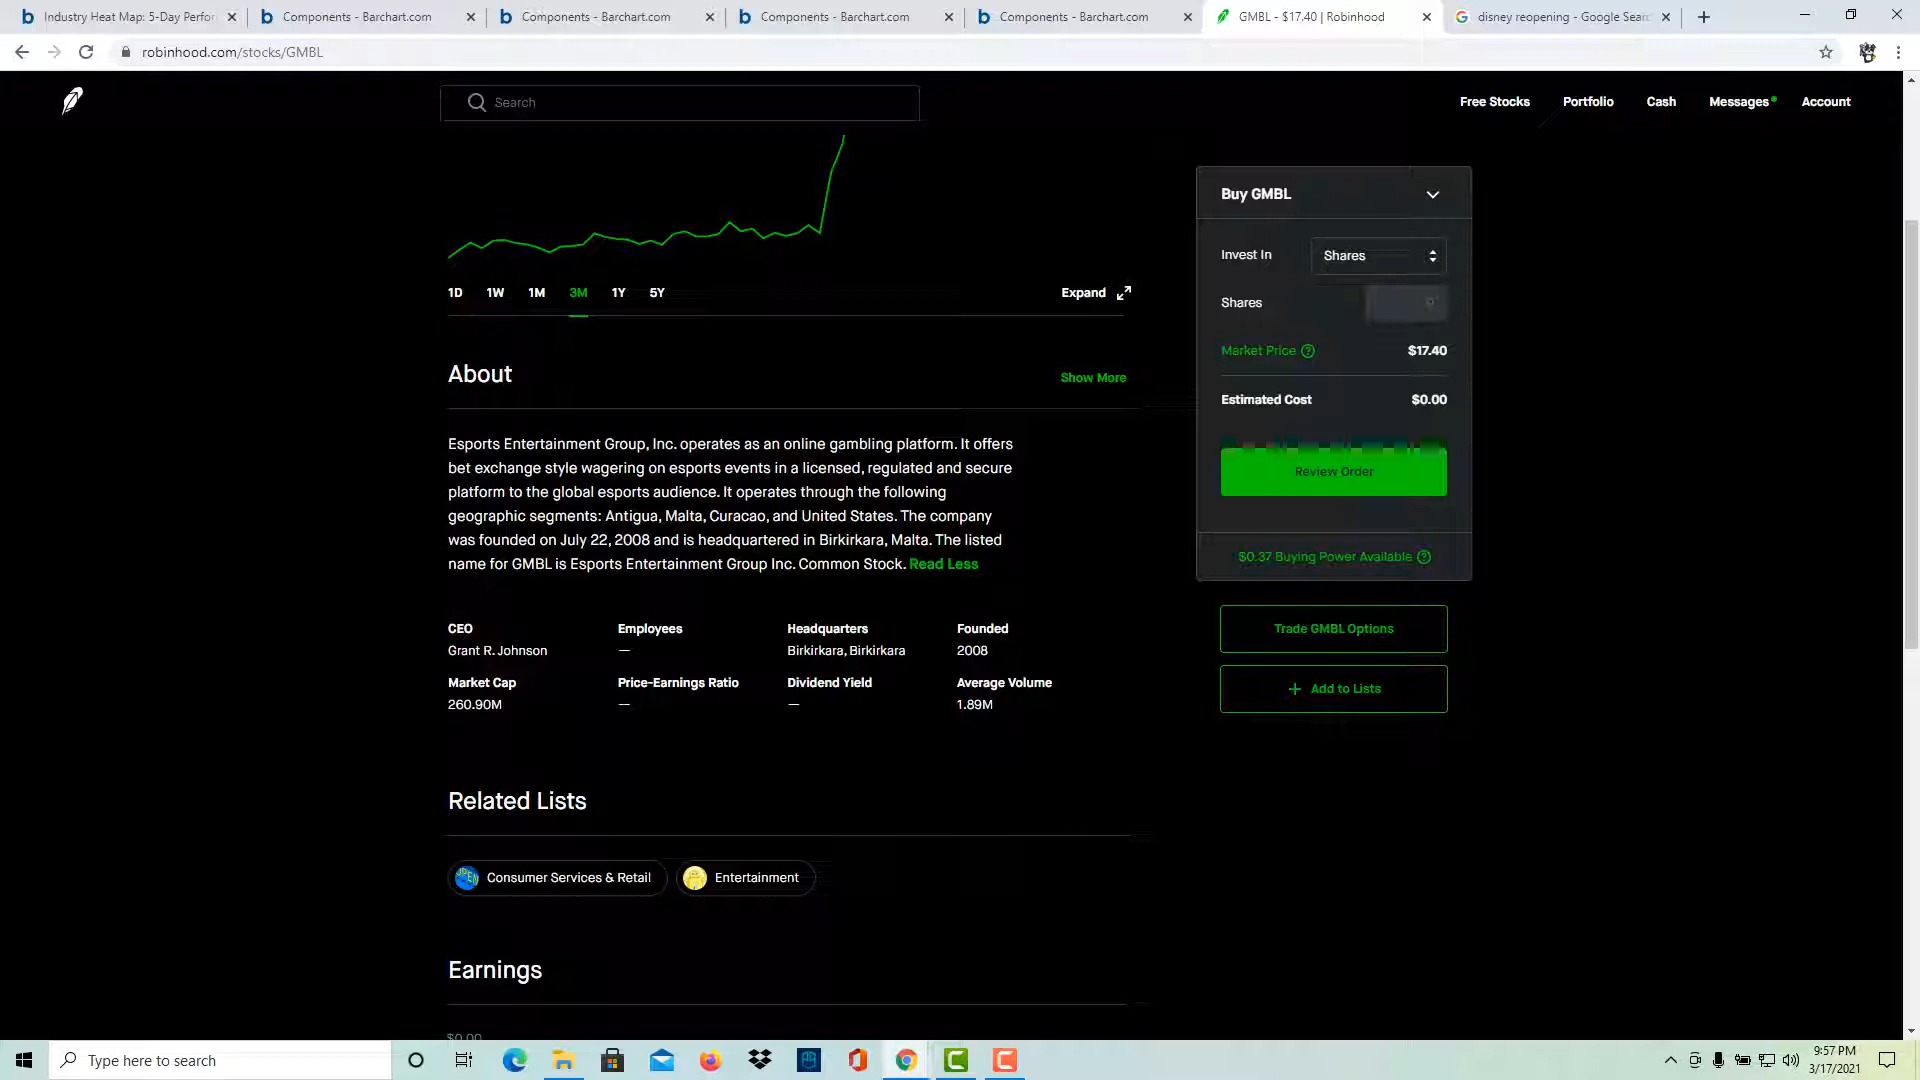 Industry Heat Map: 5-Day Perfor
Components - Barchart.com
Components - Barchart.com
Components - Barchart.com
Components - Barchart.com
GMBL - $17.40 | Robinhood
disney reopening - Google Sear
robinhood.com/stocks/GMBL
Search
Free Stocks
Portfolio
Cash
Messages
Account
1D 1W 1M 3M 1Y 5Y
Expand
About
Show More
Esports Entertainment Group, Inc. operates as an online gambling platform. It offers
bet exchange style wagering on esports events in a licensed, regulated and secure
platform to the global esports audience. It operates through the following
geographic segments: Antigua, Malta, Curacao, and United States. The company
was founded on July 22, 2008 and is headquartered in Birkirkara, Malta. The listed
name for GMBL is Esports Entertainment Group Inc. Common Stock. Read Less
CEO
Grant R. Johnson
Employees
—
Headquarters
Birkirkara, Birkirkara
Founded
2008
Market Cap
260.90M
Price-Earnings Ratio
—
Dividend Yield
—
Average Volume
1.89M
Related Lists
Consumer Services & Retail
Entertainment
Earnings
$0.00
Buy GMBL
Invest In
Shares
Shares
0
Market Price
$17.40
Estimated Cost
$0.00
Review Order
$0.37 Buying Power Available
Trade GMBL Options
Add to Lists
Type here to search
9:57 PM
3/17/2021